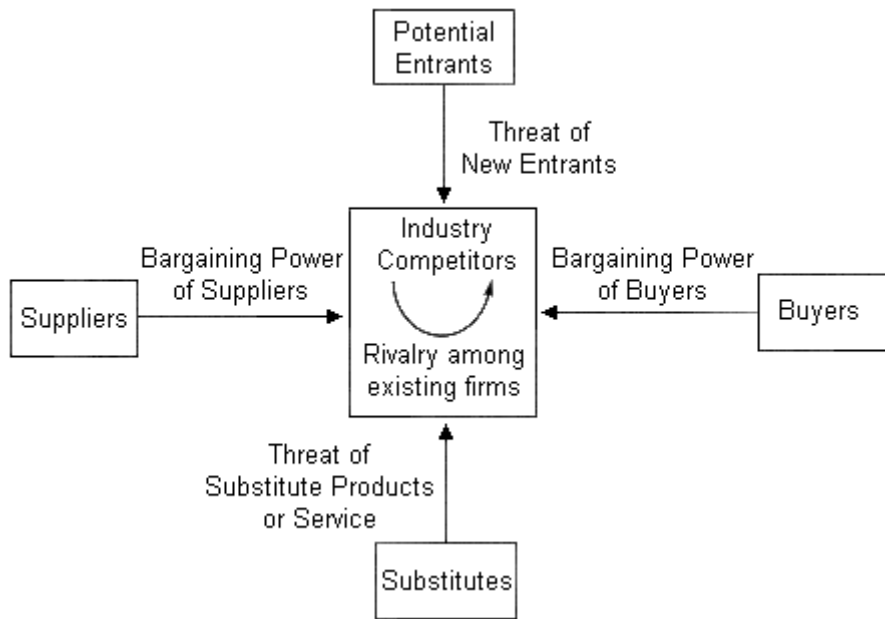 Potential
Entrants
Threat of
New Entrants
Industry
Competitors
Bargaining Power
of Suppliers
Bargaining Power
of Buyers
Suppliers
Buyers
Rivalry among
existing firms
Threat of
Substitute Products
or Service
Substitutes